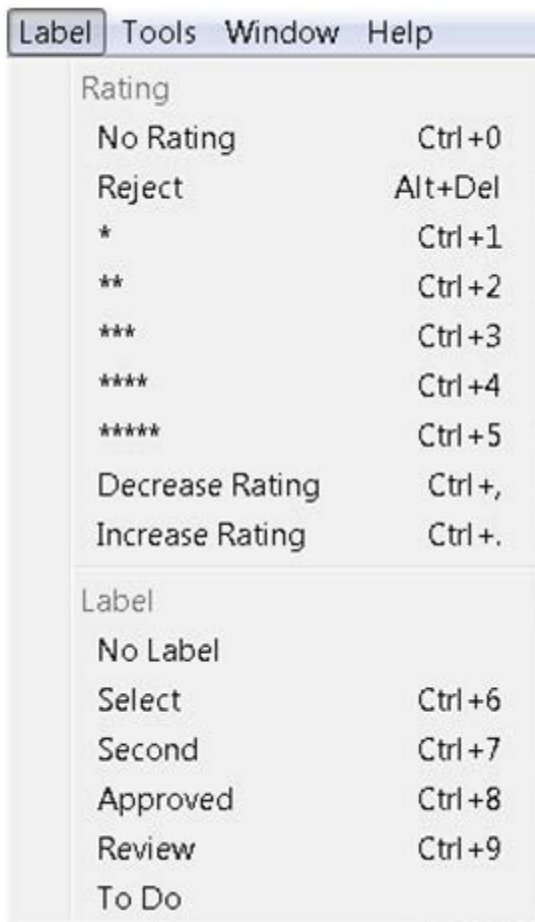 Label Tools Window Help
Rating
No Rating Ctrl+0
Reject Alt+Del
* Ctrl+1
** Ctrl+2
*** Ctrl+3
**** Ctrl+4
***** Ctrl+5
Decrease Rating Ctrl+,
Increase Rating Ctrl+.
Label
No Label
Select Ctrl+6
Second Ctrl+7
Approved Ctrl+8
Review Ctrl+9
To Do